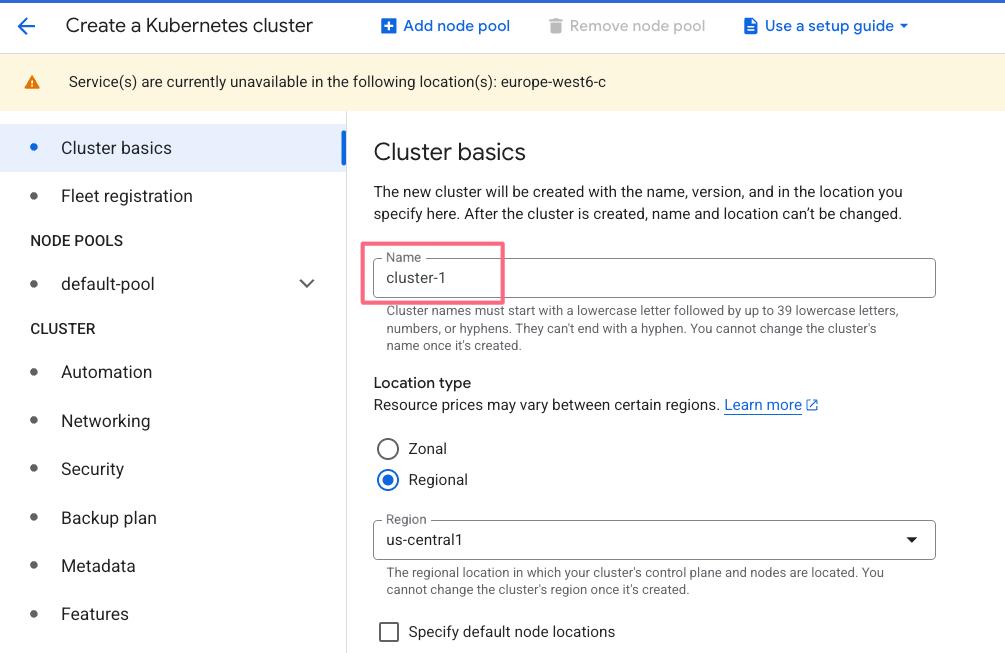 Create a Kubernetes cluster
Add node pool
Remove node pool
Use a setup guide
Service(s) are currently unavailable in the following location(s): europe-west6-c
Cluster basics
Fleet registration
NODE POOLS
default-pool
CLUSTER
Automation
Networking
Security
Backup plan
Metadata
Features
Cluster basics
The new cluster will be created with the name, version, and in the location you
specify here. After the cluster is created, name and location can’t be changed.
Name
cluster-1
Cluster names must start with a lowercase letter followed by up to 39 lowercase letters,
numbers, or hyphens. They can't end with a hyphen. You cannot change the cluster's
name once it's created.
Location type
Resource prices may vary between certain regions. Learn more
Zonal
Regional
Region
us-central1
The regional location in which your cluster's control plane and nodes are located. You
cannot change the cluster's region once it's created.
Specify default node locations